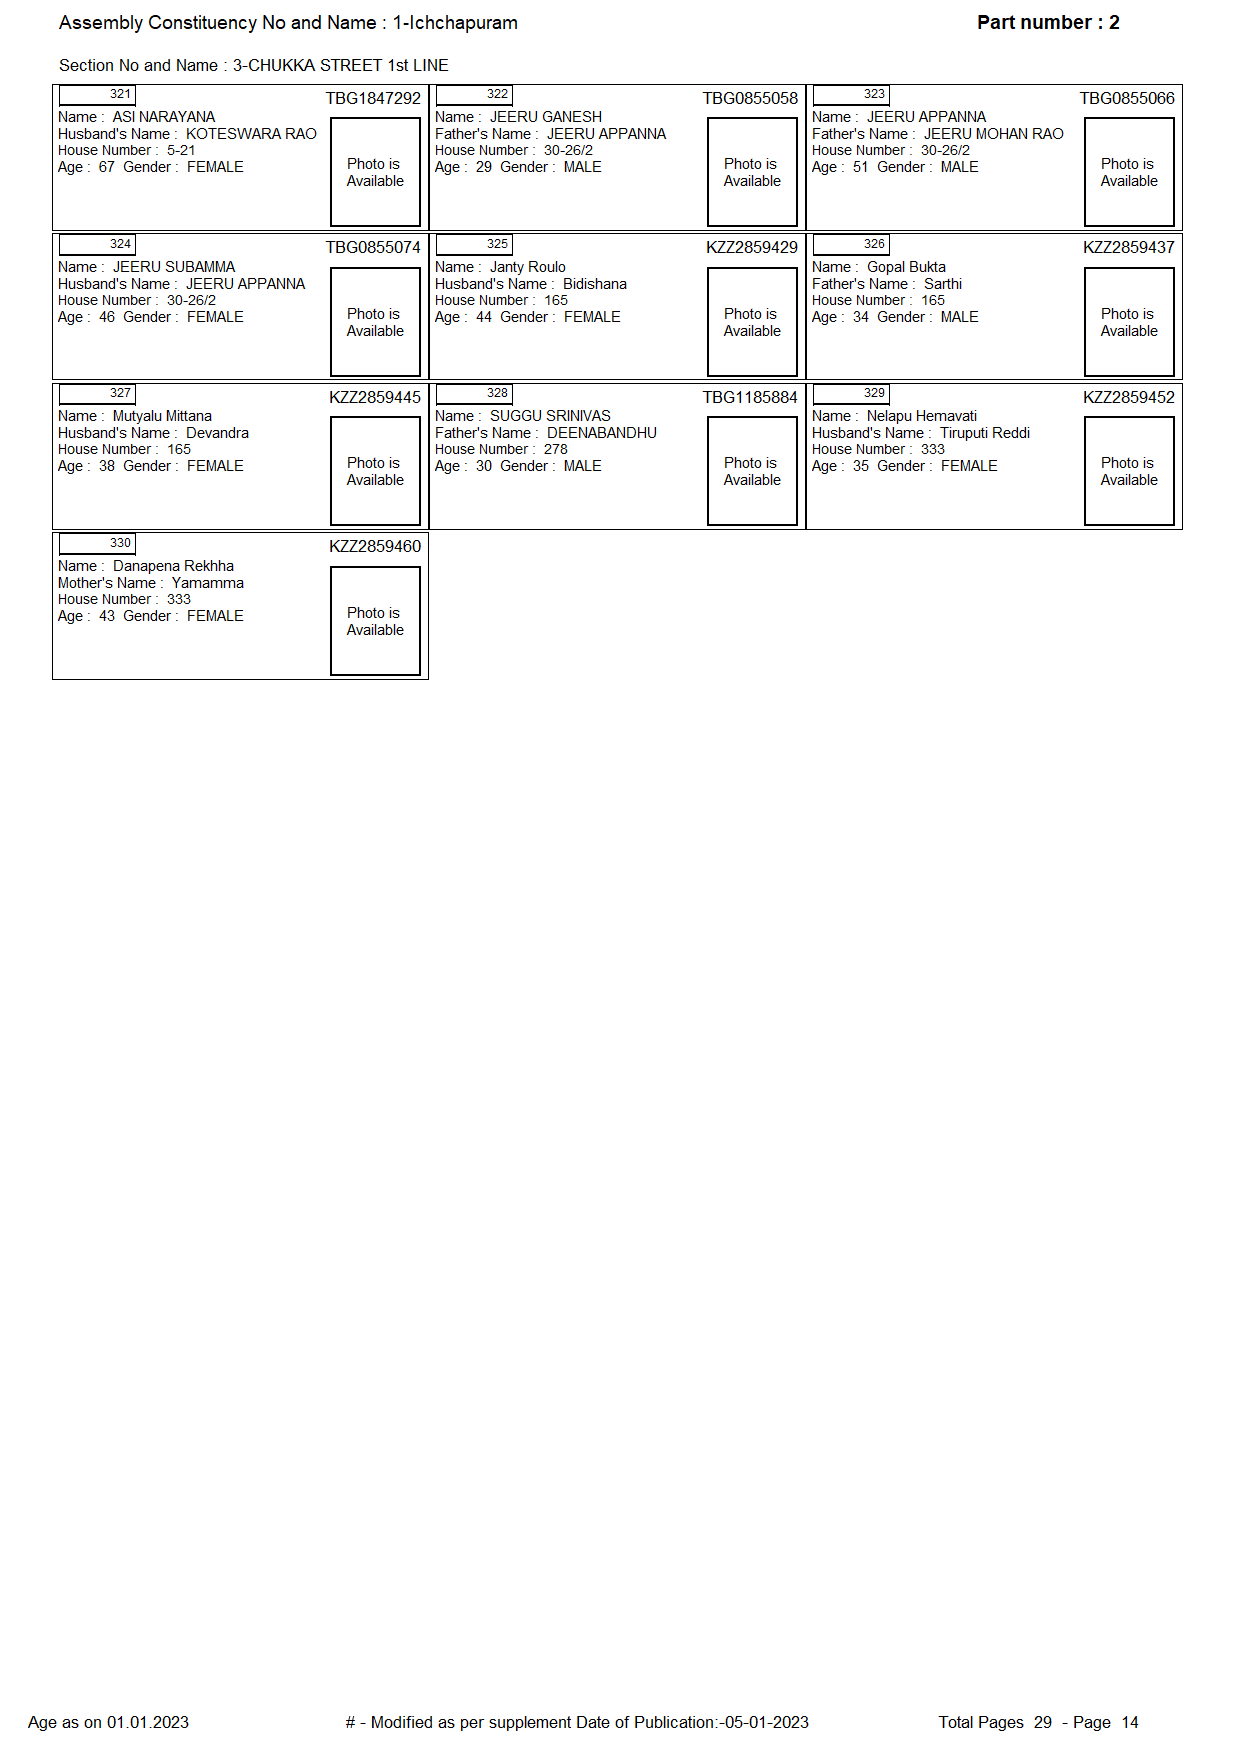 Assembly Constituency No and Name : 1-Ichchapuram
Part number : 2
Section No and Name : 3-CHUKKA STREET 1st LINE
321
TBG1847292
Name : ASI NARAYANA
Husband's Name : KOTESWARA RAO
House Number : 5-21
Age : 67 Gender : FEMALE
Photo is
Available
322
TBG0855058
Name : JEERU GANESH
Father's Name : JEERU APPANNA
House Number : 30-26/2
Age : 29 Gender : MALE
Photo is
Available
323
TBG0855066
Name : JEERU APPANNA
Father's Name : JEERU MOHAN RAO
House Number : 30-26/2
Age : 51 Gender : MALE
Photo is
Available
324
TBG0855074
Name : JEERU SUBAMMA
Husband's Name : JEERU APPANNA
House Number : 30-26/2
Age : 46 Gender : FEMALE
Photo is
Available
325
KZZ2859429
Name : Janty Roulo
Husband's Name : Bidishana
House Number : 165
Age : 44 Gender : FEMALE
Photo is
Available
326
KZZ2859437
Name : Gopal Bukta
Father's Name : Sarthi
House Number : 165
Age : 34 Gender : MALE
Photo is
Available
327
KZZ2859445
Name : Mutyalu Mittana
Husband's Name : Devandra
House Number : 165
Age : 38 Gender : FEMALE
Photo is
Available
328
TBG1185884
Name : SUGGU SRINIVAS
Father's Name : DEENABANDHU
House Number : 278
Age : 30 Gender : MALE
Photo is
Available
329
KZZ2859452
Name : Nelapu Hemavati
Husband's Name : Tiruputi Reddi
House Number : 333
Age : 35 Gender : FEMALE
Photo is
Available
330
KZZ2859460
Name : Danapena Rekhha
Mother's Name : Yamamma
House Number : 333
Age : 43 Gender : FEMALE
Photo is
Available
Age as on 01.01.2023
# - Modified as per supplement Date of Publication:-05-01-2023
Total Pages 29 - Page 14